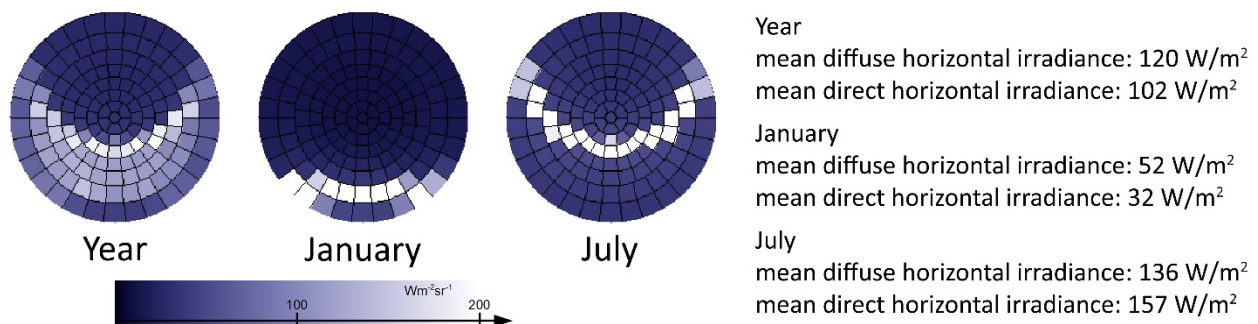 Year
January
July
Wm⁻²sr⁻¹
100
200
Year
mean diffuse horizontal irradiance: 120 W/m²
mean direct horizontal irradiance: 102 W/m²
January
mean diffuse horizontal irradiance: 52 W/m²
mean direct horizontal irradiance: 32 W/m²
July
mean diffuse horizontal irradiance: 136 W/m²
mean direct horizontal irradiance: 157 W/m²